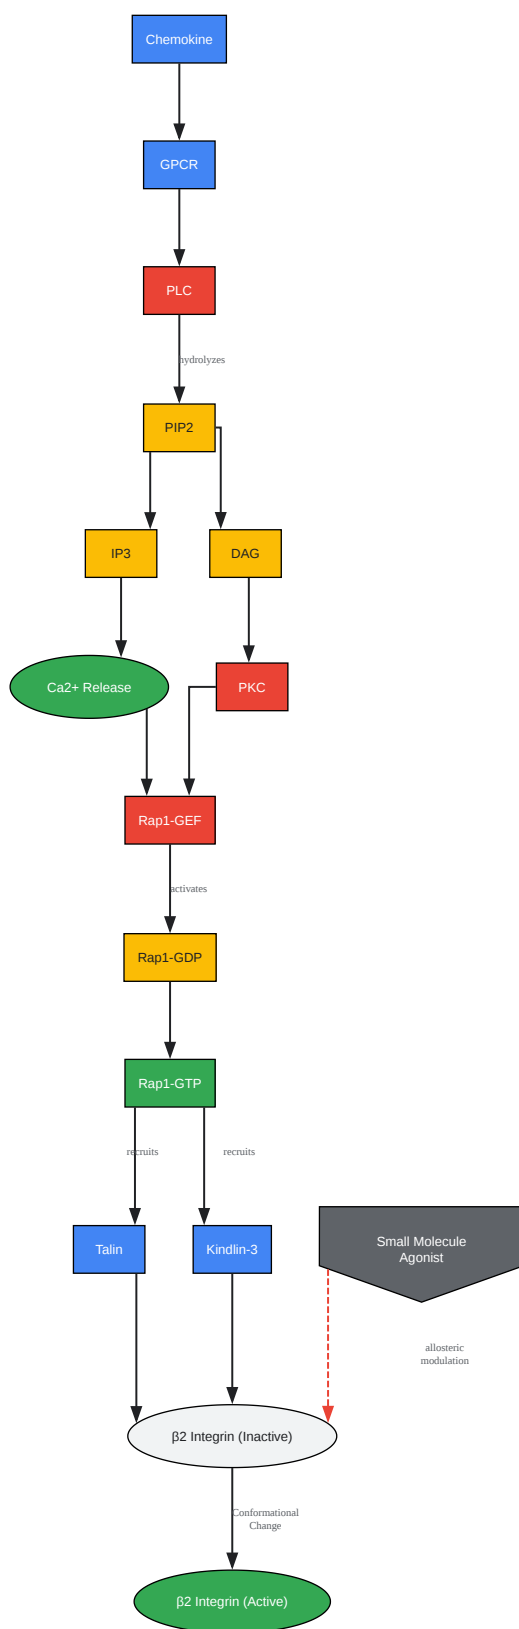 Chemokine
GPCR
PLC
hydrolyzes
PIP2
IP3
DAG
Ca2+ Release
PKC
Rap1-GEF
activates
Rap1-GDP
Rap1-GTP
recruits
recruits
Talin
Kindlin-3
Small Molecule
Agonist
allosteric
modulation
β2 Integrin (Inactive)
Conformational
Change
β2 Integrin (Active)